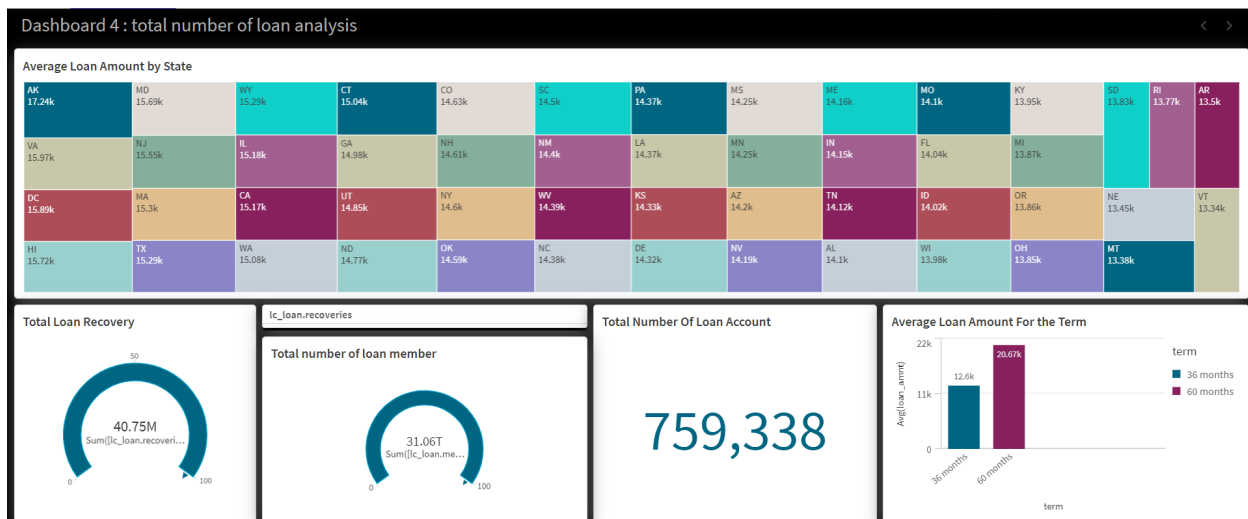 Dashboard 4 : total number of loan analysis
Average Loan Amount by State
AK
17.24k
VA
15.97k
DC
15.89k
HI
15.72k
MD
15.69k
NJ
15.55k
MA
15.3k
TX
15.29k
WY
15.29k
IL
15.18k
CA
15.17k
WA
15.08k
CT
15.04k
GA
14.98k
UT
14.85k
ND
14.77k
CO
14.63k
NH
14.61k
NY
14.6k
OK
14.59k
SC
14.5k
NM
14.4k
WV
14.39k
NC
14.38k
PA
14.37k
LA
14.37k
KS
14.33k
DE
14.32k
MS
14.25k
MN
14.25k
AZ
14.2k
NV
14.19k
ME
14.16k
IN
14.15k
TN
14.12k
AL
14.1k
MO
14.1k
FL
14.04k
ID
14.02k
WI
13.98k
KY
13.95k
MI
13.87k
OR
13.86k
OH
13.85k
SD
13.83k
RI
13.77k
AR
13.5k
NE
13.45k
MT
13.38k
VT
13.34k
Total Loan Recovery
50
40.75M
Sum([lc_loan.recoveri...
0
100
lc_loan.recoveries
Total number of loan member
31.06T
Sum([lc_loan.me...
0
100
Total Number Of Loan Account
759,338
Average Loan Amount For the Term
Avg(loan_amnt)
22k
11k
0
12.6k
20.67k
36 months
60 months
term
term
36 months
60 months